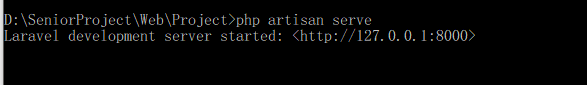 D:\SeniorProject\Web\Project>php artisan serve
Laravel development server started: <http://127.0.0.1:8000>